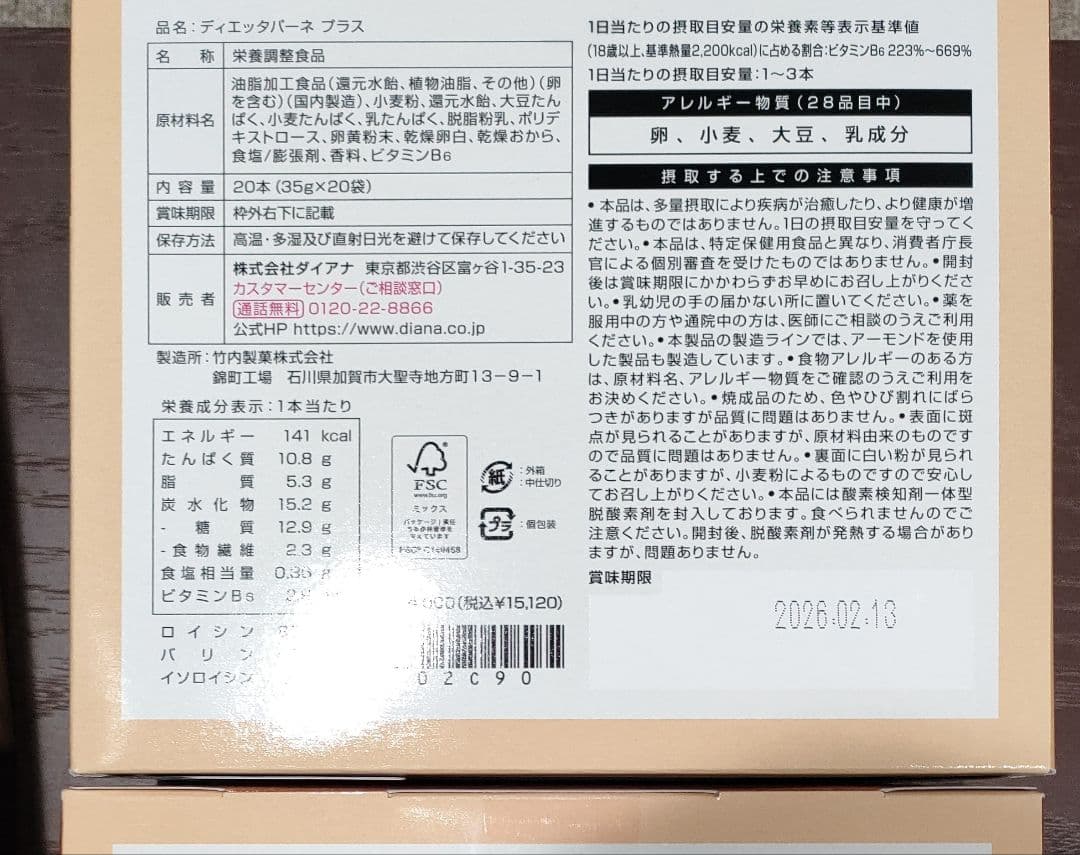 品名：ディエッタバーネ プラス
名称 栄養調整食品
原材料名 油脂加工食品（還元水飴、植物油脂、その他）（卵
を含む）（国内製造）、小麦粉、還元水飴、大豆たん
ぱく、小麦たんぱく、乳たんぱく、脱脂粉乳、ポリデ
キストロース、卵黄粉末、乾燥卵白、乾燥おから、
食塩/膨張剤、香料、ビタミンB6
内容量 20本（35g×20袋）
賞味期限 枠外右下に記載
保存方法 高温・多湿及び直射日光を避けて保存してください
販売者 株式会社ダイアナ 東京都渋谷区富ヶ谷1-35-23
カスタマーセンター（ご相談窓口）
通話無料 0120-22-8866
公式HP https://www.diana.co.jp
製造所：竹内製菓株式会社
錦町工場 石川県加賀市大聖寺地方町13－9－1
栄養成分表示：1本当たり
エネルギー 141 kcal
たんぱく質 10.8 g
脂質 5.3 g
炭水化物 15.2 g
- 糖質 12.9 g
- 食物繊維 2.3 g
食塩相当量 g
ビタミンB6
ロイシン
バリン
イソロイシン
FSC
www.fsc.org
ミックス
紙 ：外箱
：中仕切り
プラ ：個包装
(税込¥15,120)
02C90
1日当たりの摂取目安量の栄養素等表示基準値
(18歳以上、基準熱量2,200kcal)に占める割合：ビタミンB6 223%～669%
1日当たりの摂取目安量：1～3本
アレルギー物質（28品目中）
卵、小麦、大豆、乳成分
摂取する上での注意事項
• 本品は、多量摂取により疾病が治癒したり、より健康が増
進するものではありません。1日の摂取目安量を守ってく
ださい。• 本品は、特定保健用食品と異なり、消費者庁長
官による個別審査を受けたものではありません。• 開封
後は賞味期限にかかわらずお早めにお召し上がりくださ
い。• 乳幼児の手の届かない所に置いてください。• 薬を
服用中の方や通院中の方は、医師にご相談のうえご利用
ください。• 本製品の製造ラインでは、アーモンドを使用
した製品も製造しています。• 食物アレルギーのある方
は、原材料名、アレルギー物質をご確認のうえご利用を
お決めください。• 焼成品のため、色やひび割れにばら
つきがありますが品質に問題はありません。• 表面に斑
点が見られることがありますが、原材料由来のものです
ので品質に問題はありません。• 裏面に白い粉が見られ
ることがありますが、小麦粉によるものですので安心し
てお召し上がりください。• 本品には酸素検知剤一体型
脱酸素剤を封入しております。食べられませんのでご
注意ください。開封後、脱酸素剤が発熱する場合があり
ますが、問題ありません。
賞味期限
2026.02.13